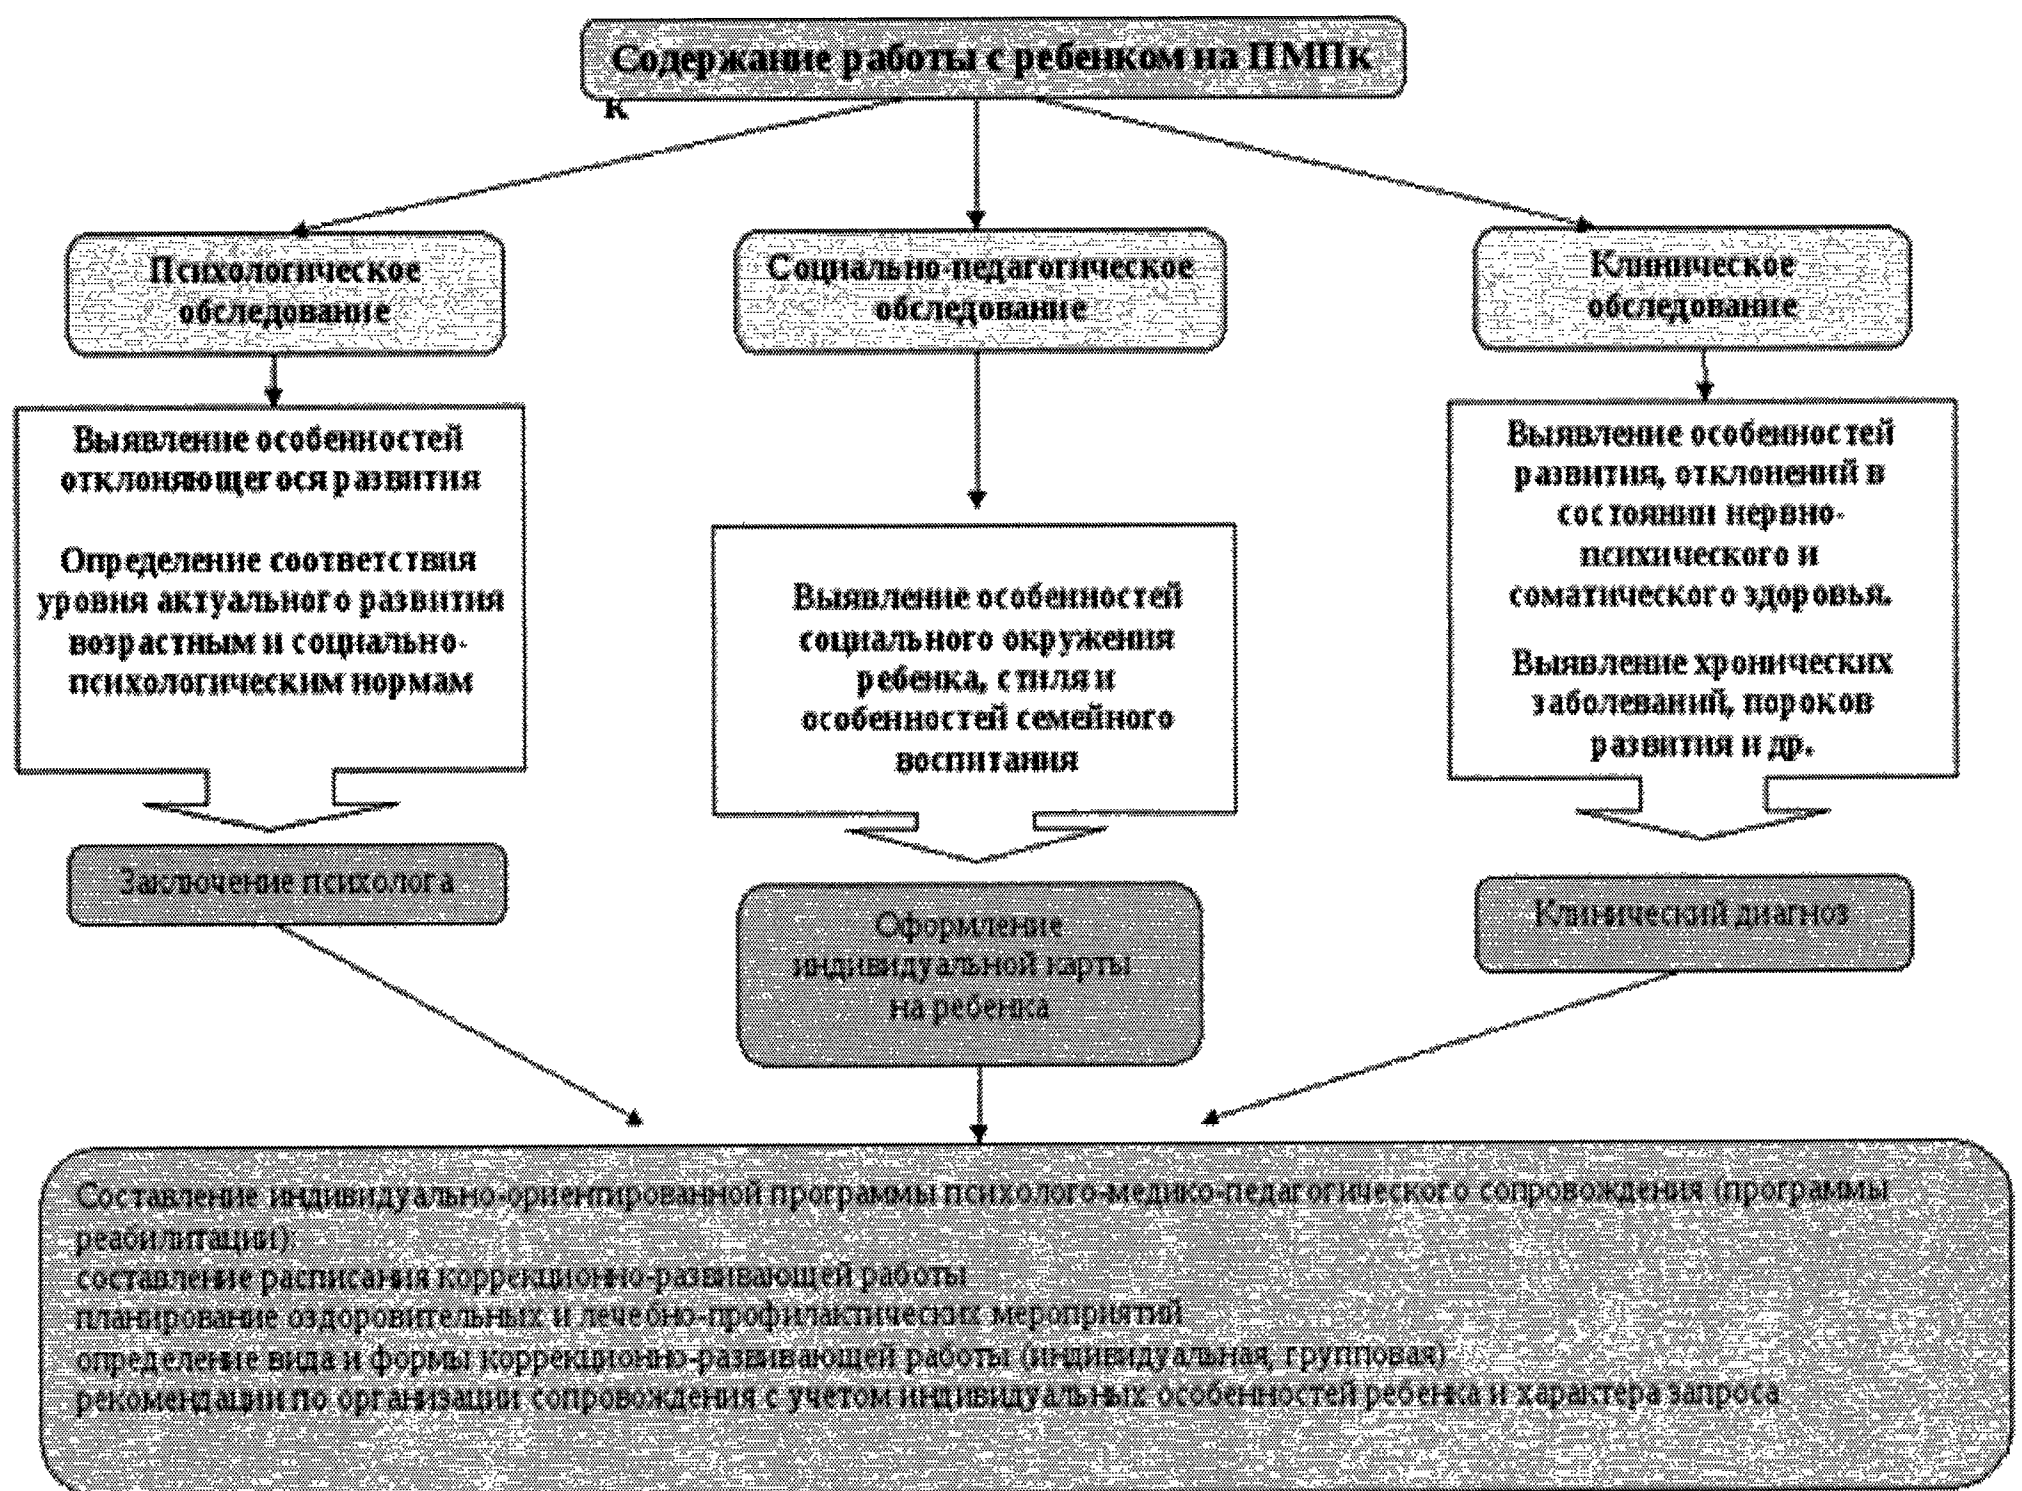 Содержание работы с ребенком на ПМПк
к
Психологическое
обследование
Социально-педагогическое
обследование
Клиническое
обследование
Выявление особенностей
отклоняющегося развития
Определение соответствия
уровня актуального развития
возрастным и социально-
психологическим нормам
Выявление особенностей
социального окружения
ребенка, стиля и
особенностей семейного
воспитания
Выявление особенностей
развития, отклонений в
состоянии нервно-
психического и
соматического здоровья.
Выявление хронических
заболеваний, пороков
развития и др.
Заключение психолога
Оформление
индивидуальной карты
на ребенка
Клинический диагноз
Составление индивидуально-ориентированной программы психолого-медико-педагогического сопровождения (программы
реабилитации):
составление расписания коррекционно-развивающей работы
планирование оздоровительных и лечебно-профилактических мероприятий
определение вида и формы коррекционно-развивающей работы (индивидуальная, групповая)
рекомендации по организации сопровождения с учетом индивидуальных особенностей ребенка и характера запроса